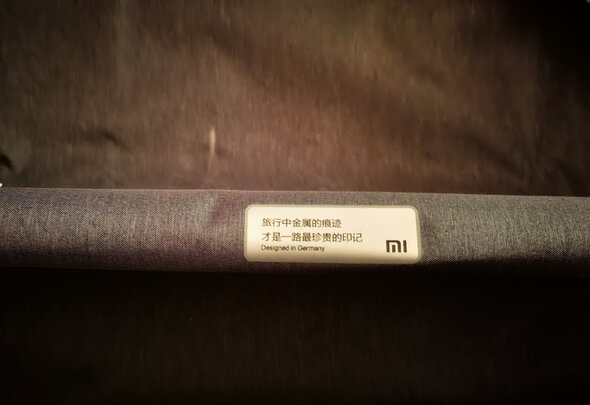 旅行中金属的痕迹
才是一路最珍贵的印记
Designed in Germany
mi